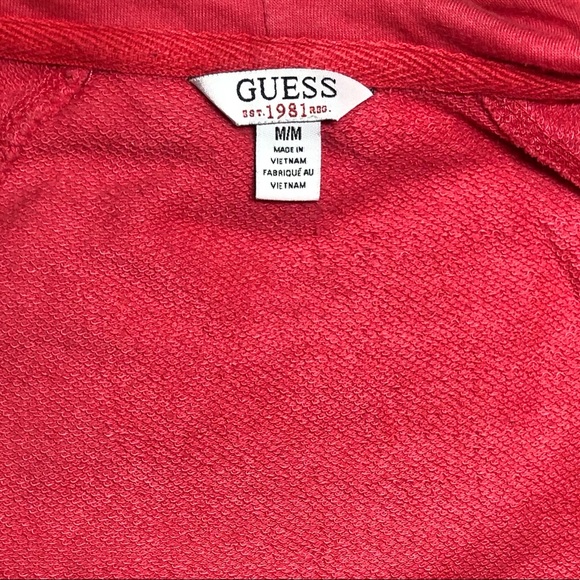 GUESS
EST. 1981 REG.
M/M
MADE IN
VIETNAM
FABRIQUÉ AU
VIETNAM